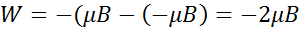 W = −(μB − (−μB) = −2μB